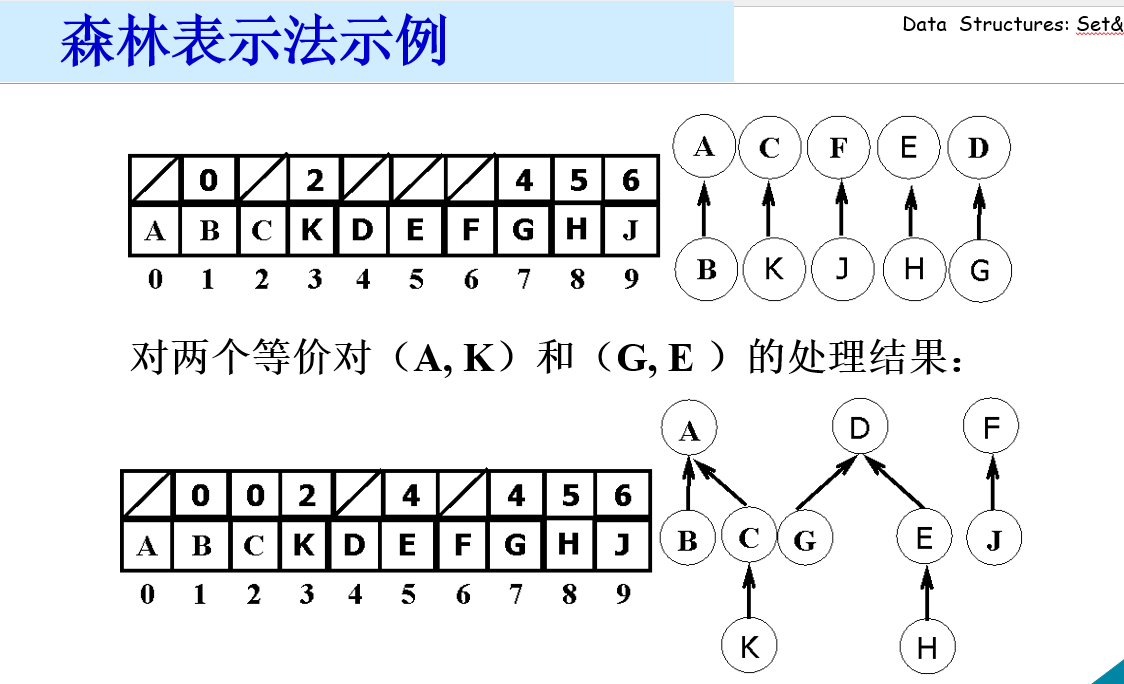 森林表示法示例
Data Structures: Set&
0 2 4 5 6
A B C K D E F G H J
0 1 2 3 4 5 6 7 8 9
A C F E D
B K J H G
对两个等价对（A, K）和（G, E ）的处理结果：
0 0 2 4 4 5 6
A B C K D E F G H J
0 1 2 3 4 5 6 7 8 9
A D F
B C G E J
K H